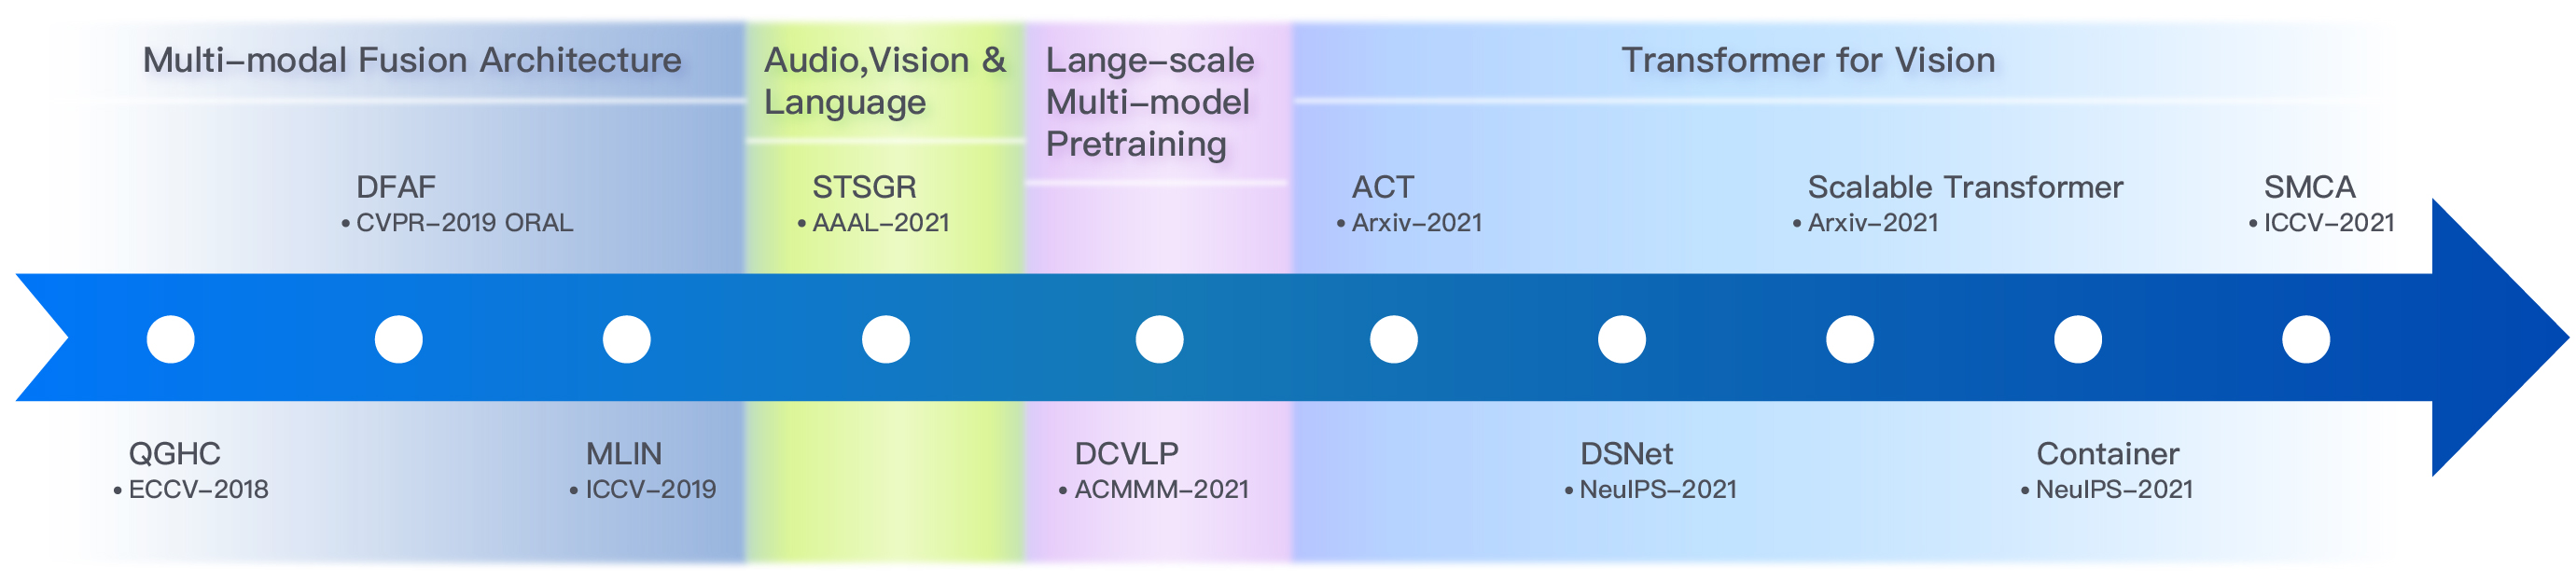 Multi-modal Fusion Architecture
Audio,Vision &
Language
Lange-scale
Multi-model
Pretraining
Transformer for Vision
DFAF
• CVPR-2019 ORAL
STSGR
• AAAL-2021
ACT
• Arxiv-2021
Scalable Transformer
• Arxiv-2021
SMCA
• ICCV-2021
QGHC
• ECCV-2018
MLIN
• ICCV-2019
DCVLP
• ACMMM-2021
DSNet
• NeuIPS-2021
Container
• NeuIPS-2021